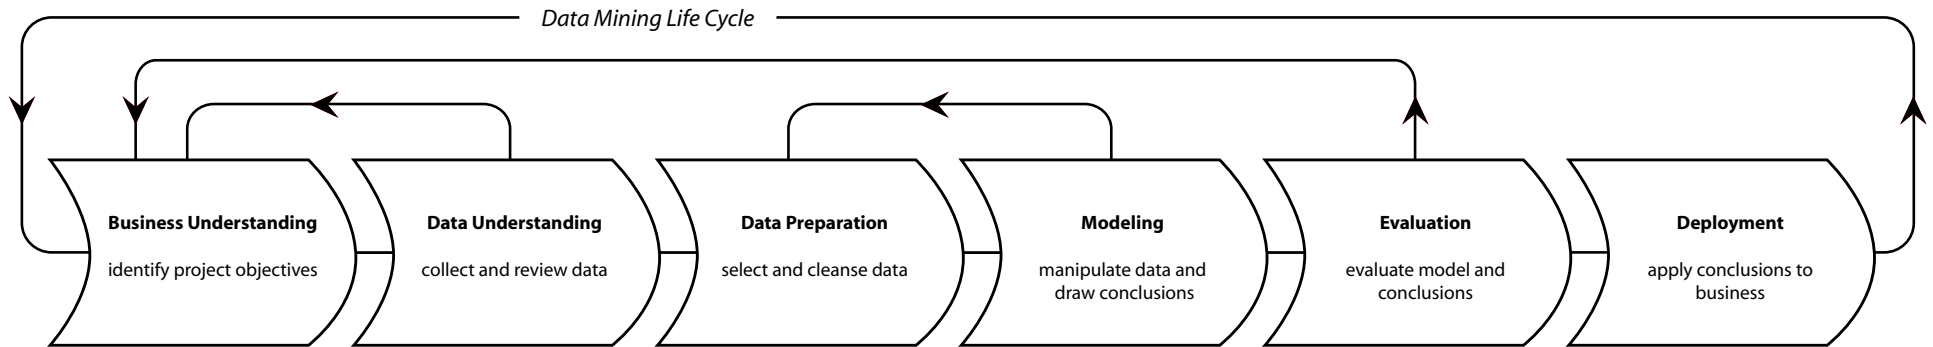 Data Mining Life Cycle
Business Understanding
identify project objectives
Data Understanding
collect and review data
Data Preparation
select and cleanse data
Modeling
manipulate data and
draw conclusions
Evaluation
evaluate model and
conclusions
Deployment
apply conclusions to
business